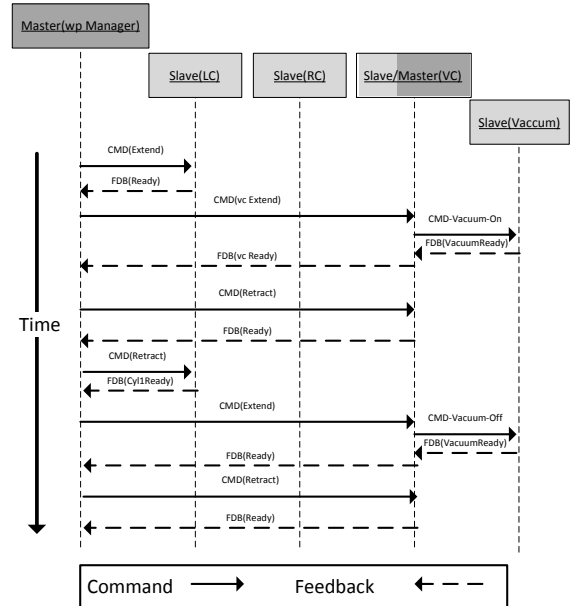 Master(wp Manager)
Slave(LC)
Slave(RC)
Slave/Master(VC)
Slave(Vaccum)
CMD(Extend)
FDB(Ready)
CMD(vc Extend)
CMD-Vacuum-On
FDB(VacuumReady)
FDB(vc Ready)
CMD(Retract)
Time
FDB(Ready)
CMD(Retract)
FDB(Cyl1Ready)
CMD(Extend)
CMD-Vacuum-Off
FDB(VacuumReady)
FDB(Ready)
CMD(Retract)
FDB(Ready)
Command
Feedback